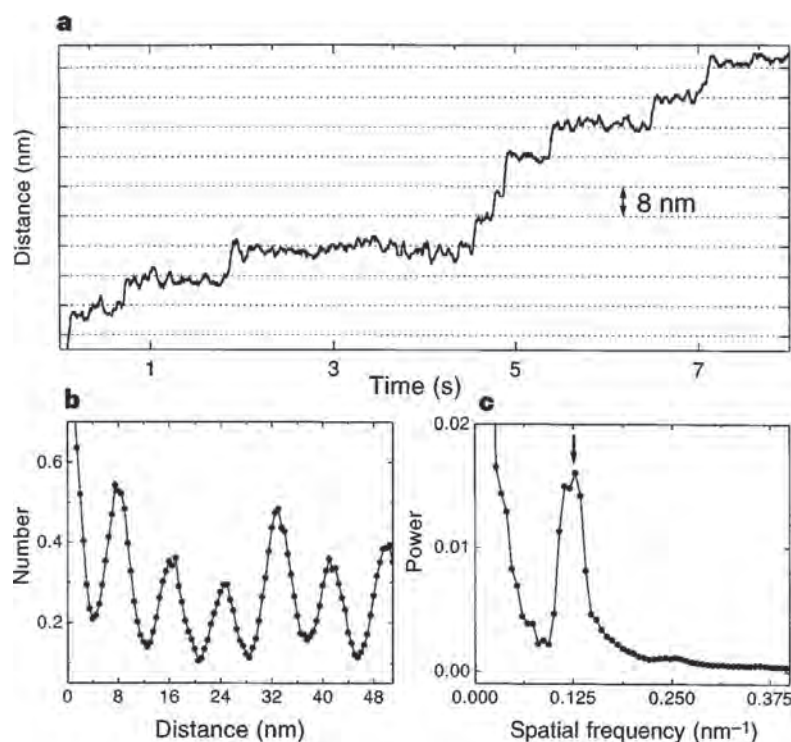 a
Distance (nm)
8 nm
1 3 5 7
Time (s)
b
Number
0.6
0.4
0.2
0 8 16 24 32 40 48
Distance (nm)
c
Power
0.02
0.01
0.00
0.000 0.125 0.250 0.375
Spatial frequency (nm⁻¹)